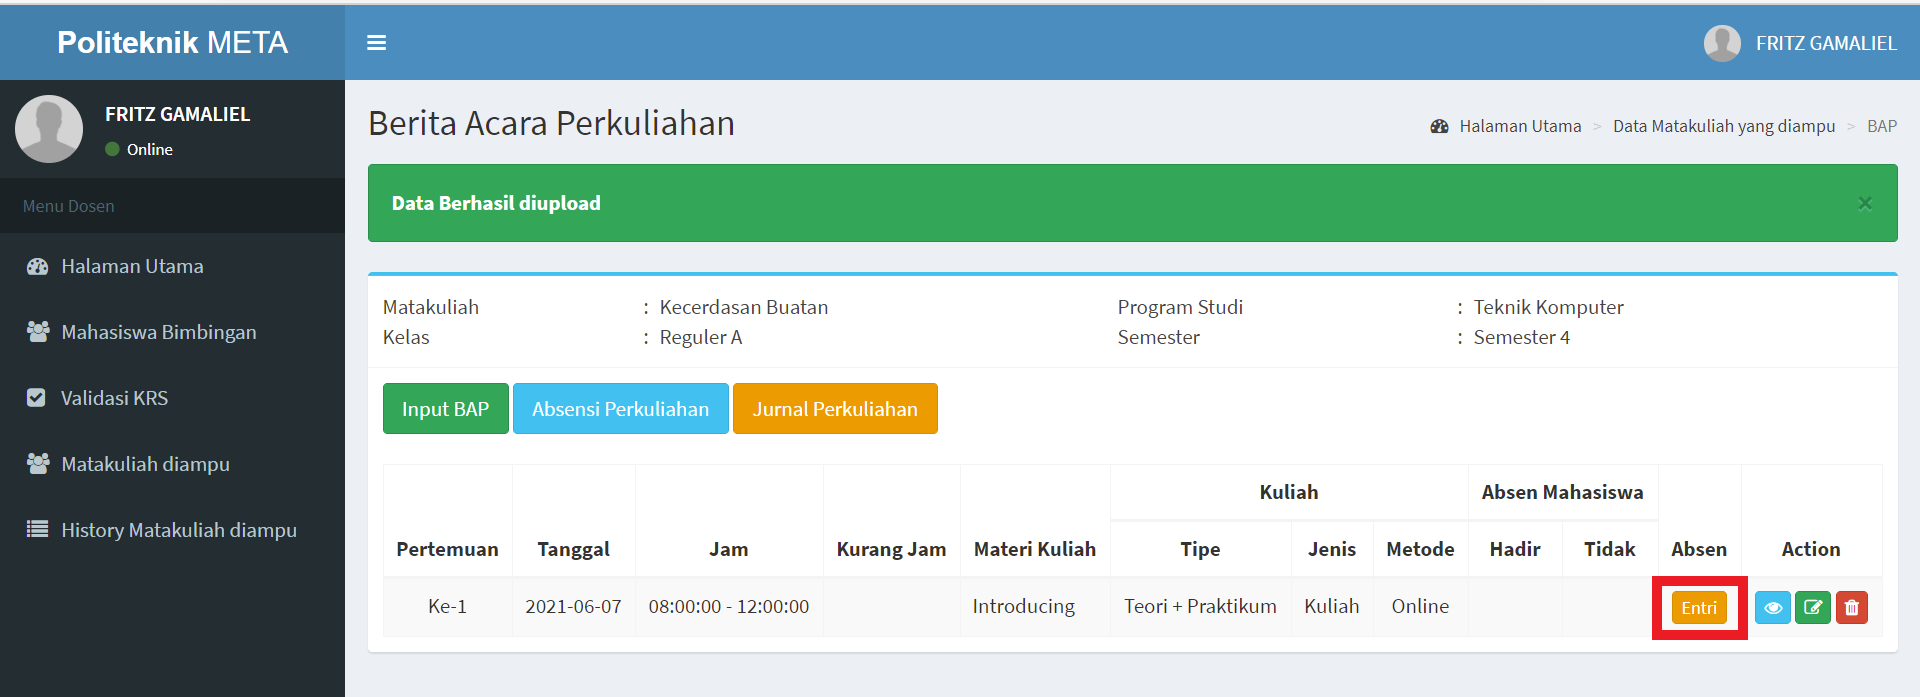 Politeknik META
FRITZ GAMALIEL
FRITZ GAMALIEL
Online
Menu Dosen
Halaman Utama
Mahasiswa Bimbingan
Validasi KRS
Matakuliah diampu
History Matakuliah diampu
Berita Acara Perkuliahan
Halaman Utama > Data Matakuliah yang diampu > BAP
Data Berhasil diupload ×
Matakuliah : Kecerdasan Buatan Program Studi : Teknik Komputer
Kelas : Reguler A Semester : Semester 4
Input BAP Absensi Perkuliahan Jurnal Perkuliahan
Kuliah Absen Mahasiswa
Pertemuan Tanggal Jam Kurang Jam Materi Kuliah Tipe Jenis Metode Hadir Tidak Absen Action
Ke-1 2021-06-07 08:00:00 - 12:00:00 Introducing Teori + Praktikum Kuliah Online Entri